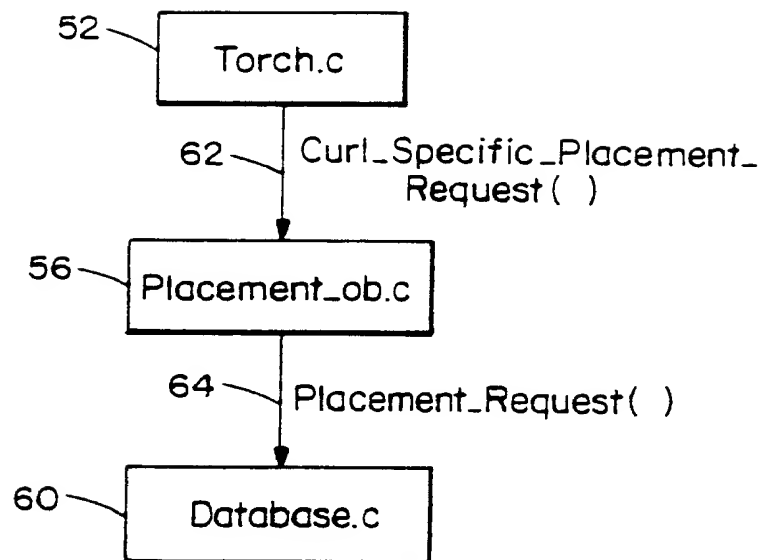 52
Torch.c
62
Curl_Specific_Placement_
Request( )
56
Placement_ob.c
64
Placement_Request( )
60
Database.c